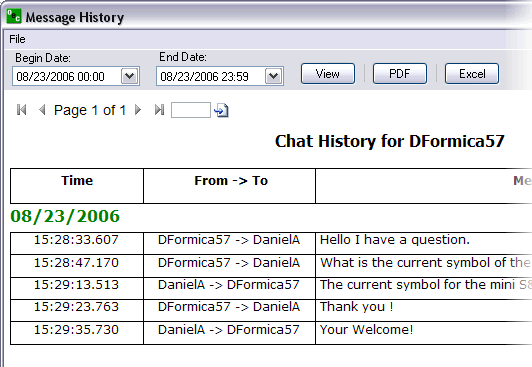 Message History
File
Begin Date: End Date:
08/23/2006 00:00 08/23/2006 23:59 View PDF Excel
Page 1 of 1
Chat History for DFormica57
Time From -> To Me
08/23/2006
15:28:33.607 DFormica57 -> DanielA Hello I have a question.
15:28:47.170 DFormica57 -> DanielA What is the current symbol of the
15:29:13.513 DanielA -> DFormica57 The current symbol for the mini S&
15:29:23.763 DFormica57 -> DanielA Thank you !
15:29:35.730 DanielA -> DFormica57 Your Welcome!